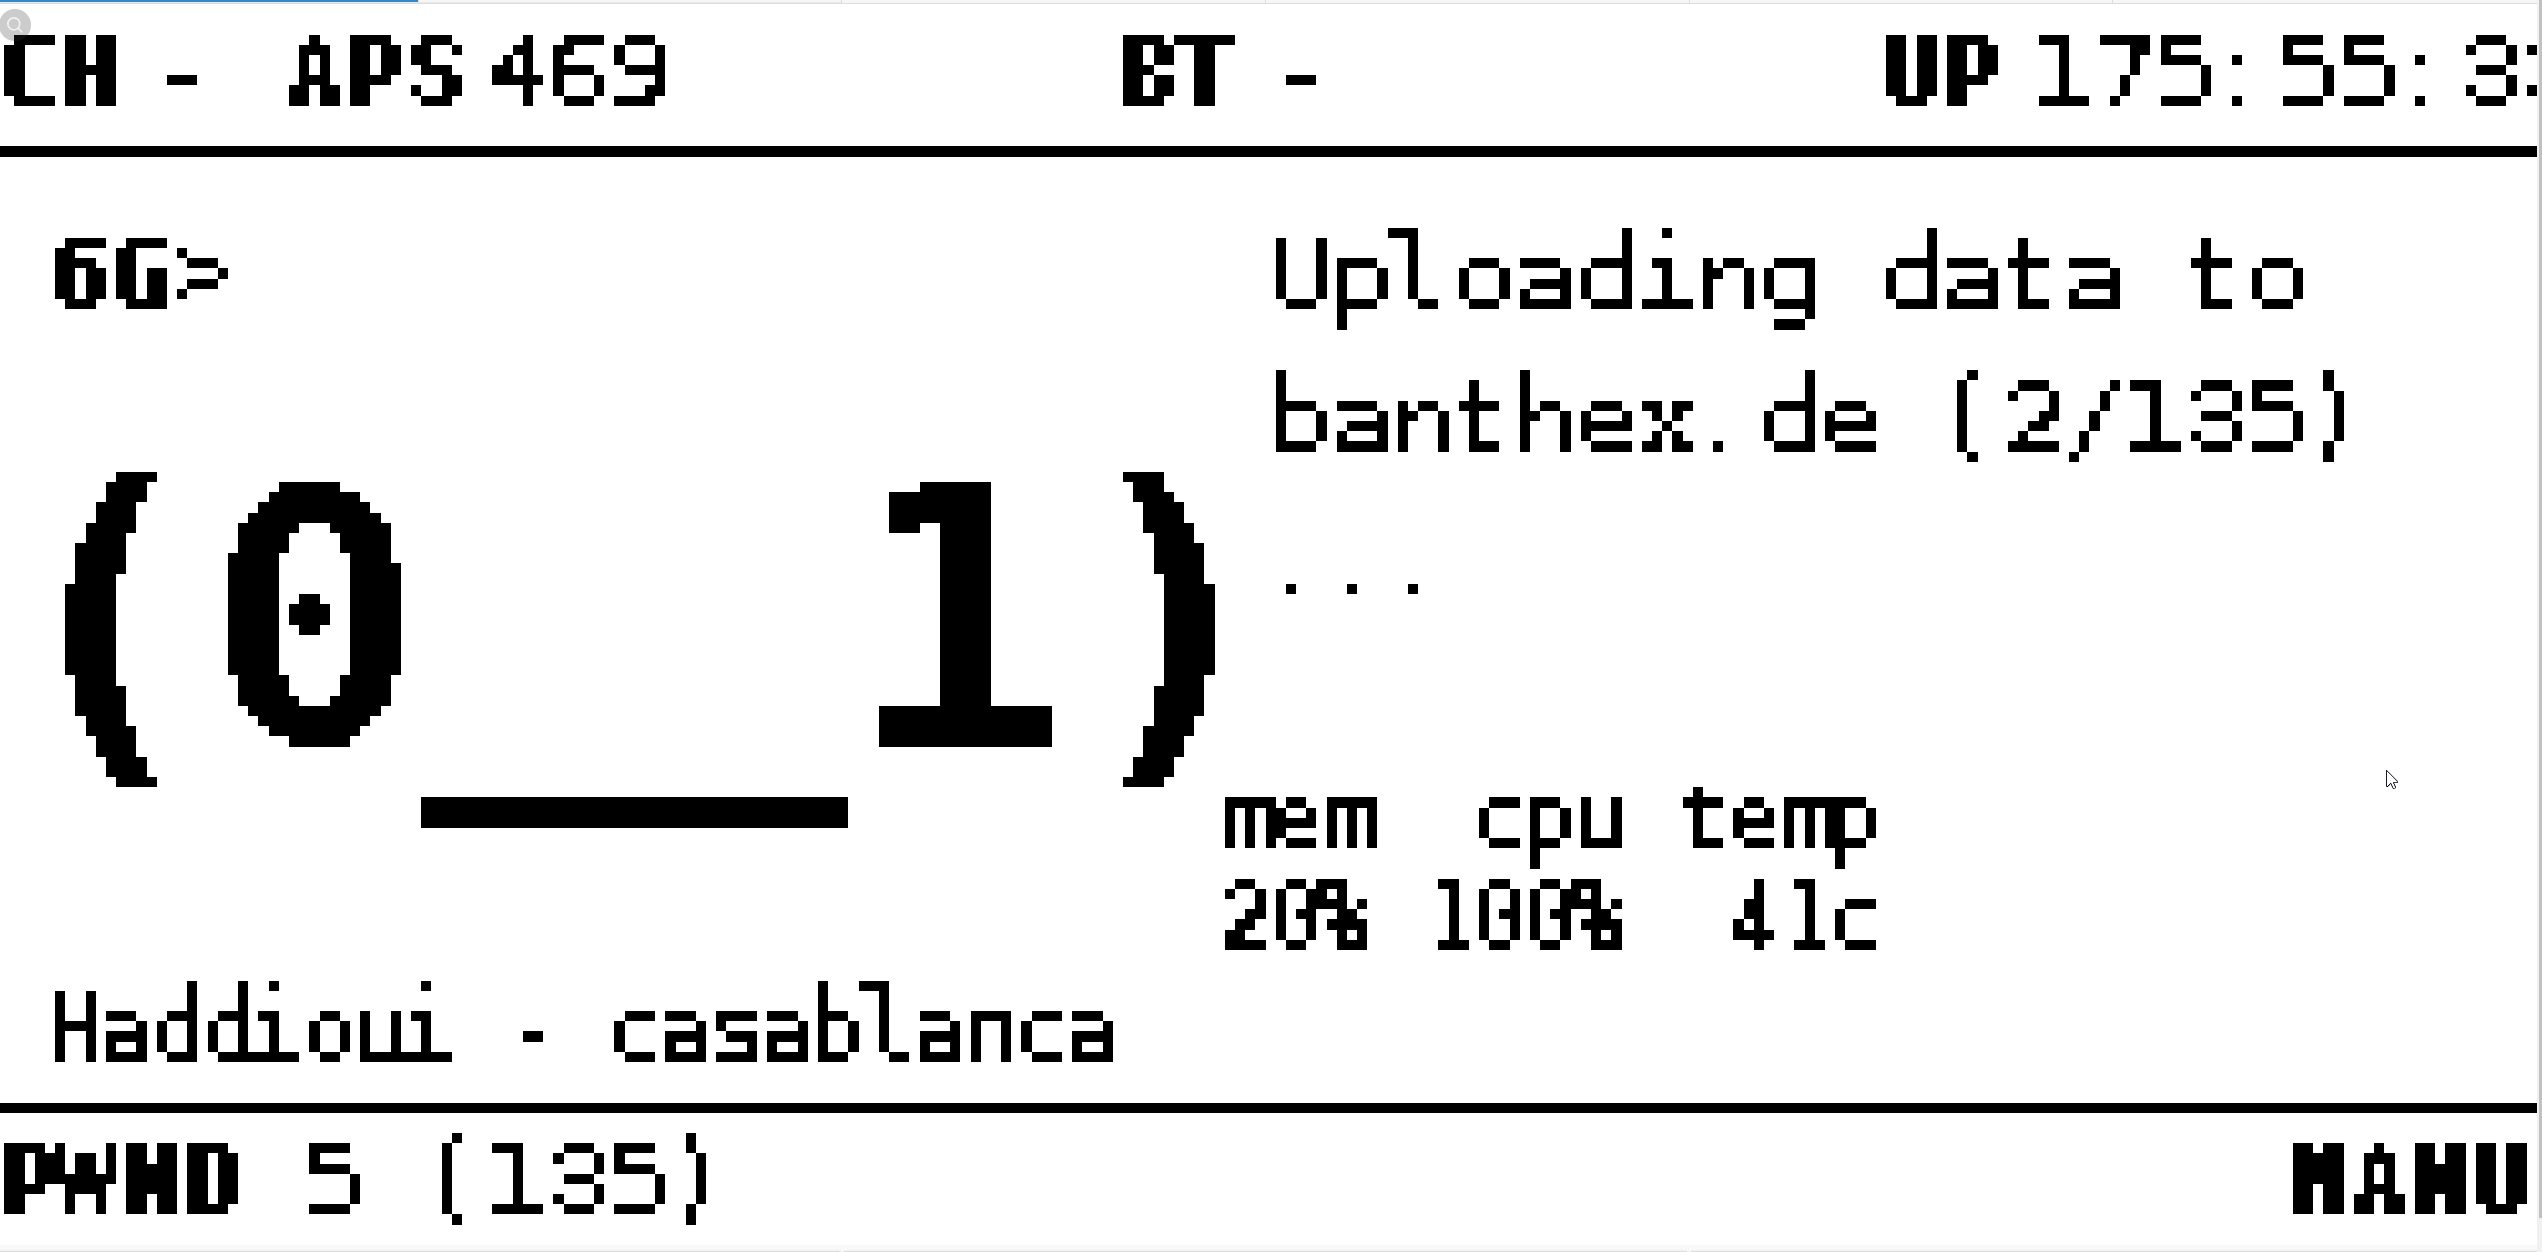 CH - APS 469 BT - UP 175:55:3
6G>
Uploading data to
banthex.de (2/135)
...
(0__1)
mem cpu temp
20% 100% 41c
Haddioui - casablanca
PWND 5 (135) MANU